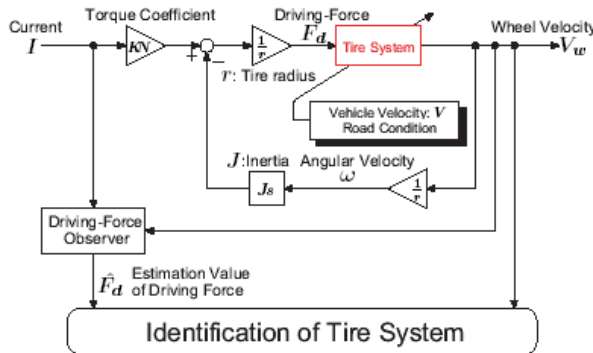 Torque Coefficient
Driving-Force
Wheel Velocity
Current
I
KN
+
−
1/r
F_d
Tire System
V_w
r: Tire radius
Vehicle Velocity: V
Road Condition
J:Inertia
Angular Velocity
ω
Js
1/r
Driving-Force
Observer
F̂_d
Estimation Value
of Driving Force
Identification of Tire System